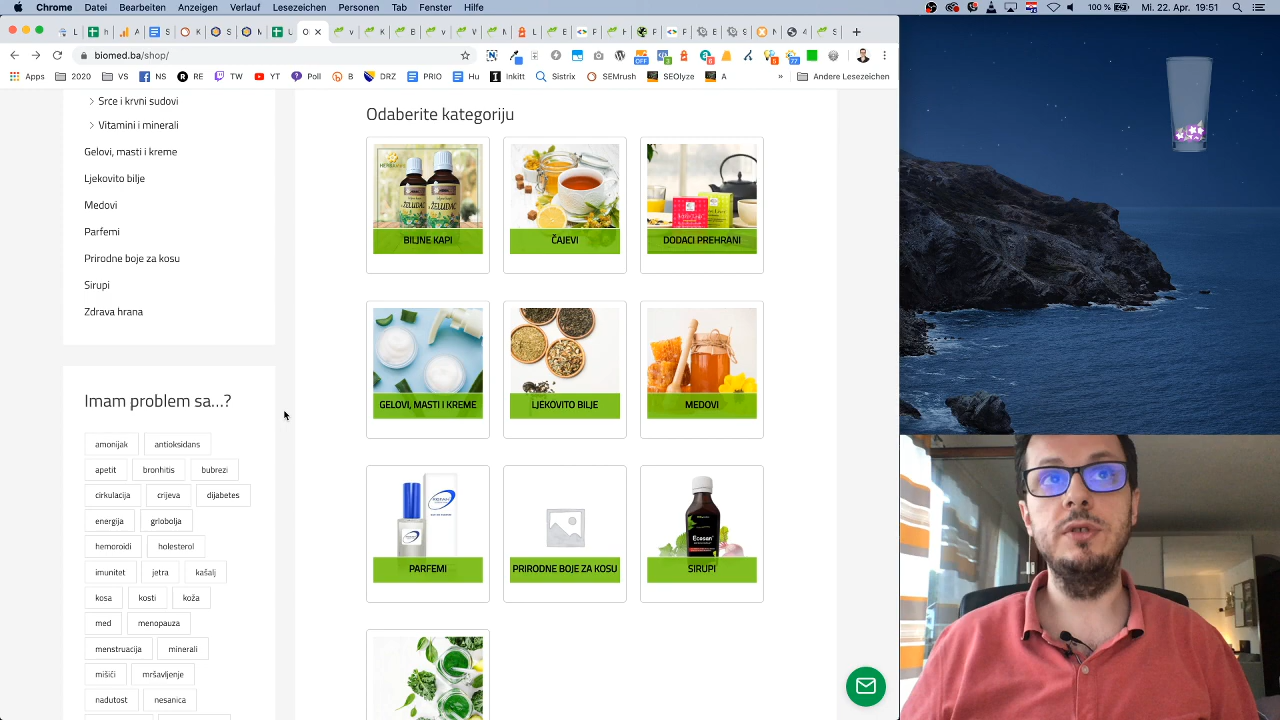 Chrome Datei Bearbeiten Anzeigen Verlauf Lesezeichen Personen Tab Fenster Hilfe
100 % Mi. 22. Apr. 19:51
biomed.ba/shop/
Apps 2020 VS NS RE TW YT Poll B DRZ PRIO Hu Inkitt Sistrix SEMrush SEOlyze A » Andere Lesezeichen
Srce i krvni sudovi
Vitamini i minerali
Gelovi, masti i kreme
Ljekovito bilje
Medovi
Parfemi
Prirodne boje za kosu
Sirupi
Zdrava hrana
Imam problem sa...?
amonijak antioksidans
apetit bronhitis bubrezi
cirkulacija crijeva dijabetes
energija grlobolja
hemoroidi holesterol
imunitet jetra kašalj
kosa kosti koža
med menopauza
menstruacija minerali
mišići mršavljenje
nadutost nesanica
Odaberite kategoriju
BILJNE KAPI
ČAJEVI
DODACI PREHRANI
GELOVI, MASTI I KREME
LJEKOVITO BILJE
MEDOVI
PARFEMI
PRIRODNE BOJE ZA KOSU
SIRUPI